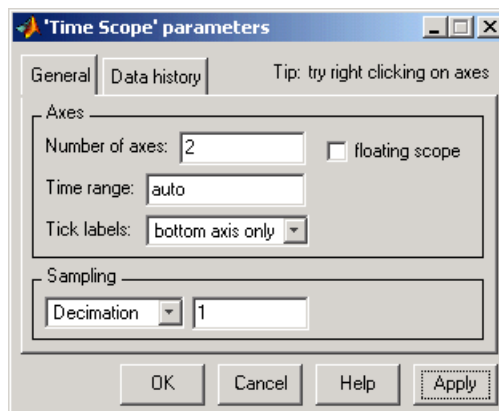 'Time Scope' parameters
General Data history Tip: try right clicking on axes
Axes
Number of axes: 2 floating scope
Time range: auto
Tick labels: bottom axis only
Sampling
Decimation 1
OK Cancel Help Apply